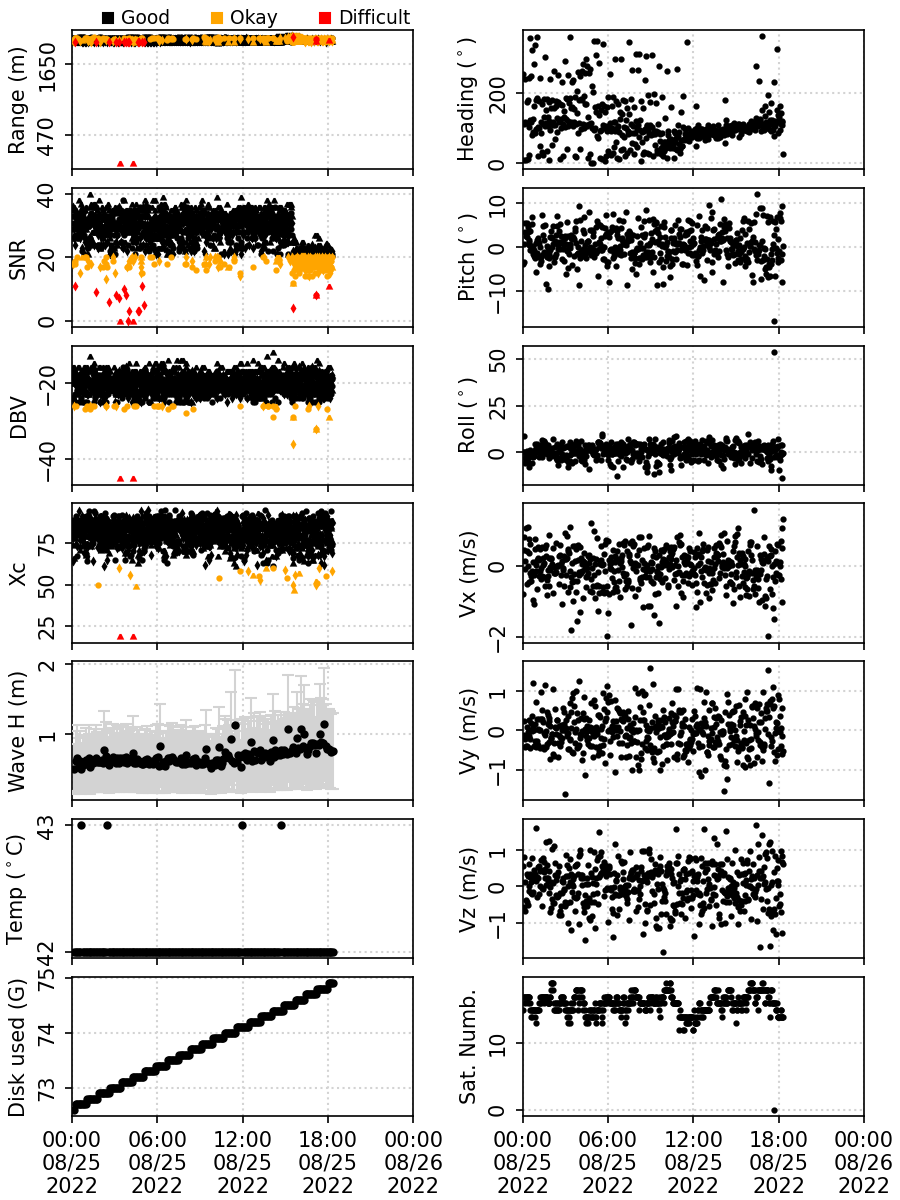 Good Okay Difficult
Range (m)
1650
470
Heading (°)
200
0
SNR
40
20
0
Pitch (°)
10
0
−10
DBV
−20
−40
Roll (°)
50
25
0
Xc
75
50
25
Vx (m/s)
0
−2
Wave H (m)
2
1
Vy (m/s)
1
0
−1
Temp (°C)
43
42
Vz (m/s)
1
0
−1
Disk used (G)
75
74
73
Sat. Numb.
10
0
00:00 06:00 12:00 18:00 00:00
08/25 08/25 08/25 08/25 08/26
2022 2022 2022 2022 2022
00:00 06:00 12:00 18:00 00:00
08/25 08/25 08/25 08/25 08/26
2022 2022 2022 2022 2022